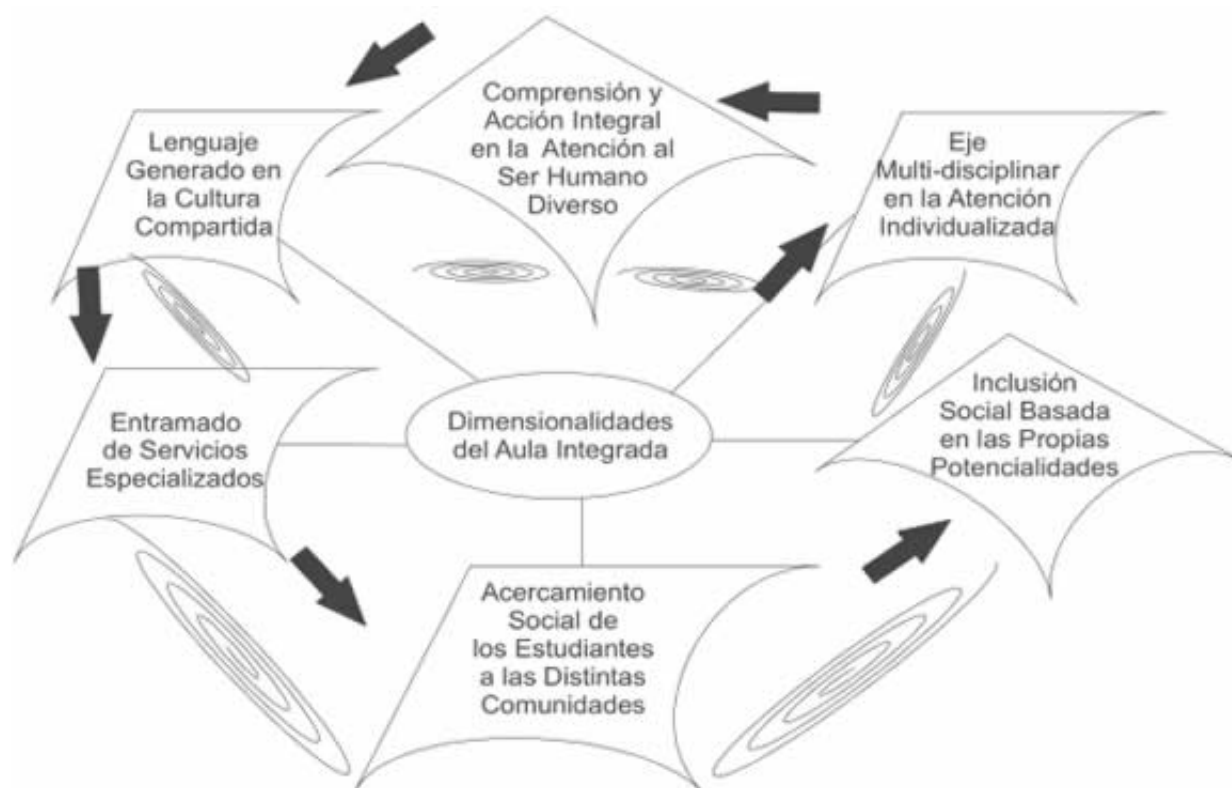 Comprensión y
Acción Integral
en la Atención al
Ser Humano
Diverso
Lenguaje
Generado en
la Cultura
Compartida
Eje
Multi-disciplinar
en la Atención
Individualizada
Entramado
de Servicios
Especializados
Dimensionalidades
del Aula Integrada
Inclusión
Social Basada
en las Propias
Potencialidades
Acercamiento
Social de
los Estudiantes
a las Distintas
Comunidades